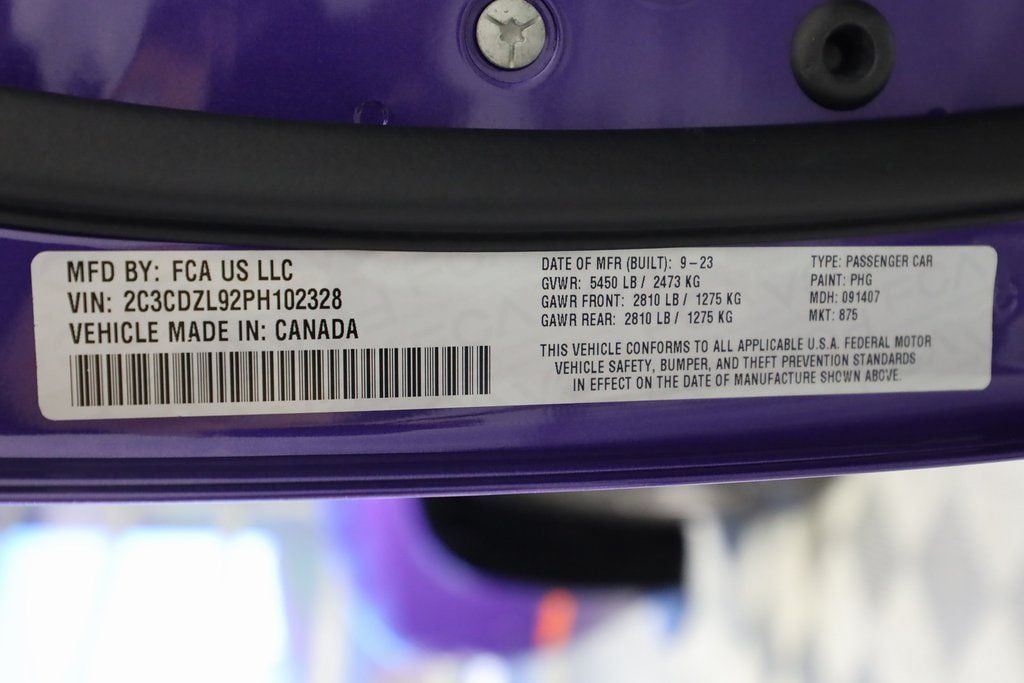 MFD BY: FCA US LLC
VIN: 2C3CDZL92PH102328
VEHICLE MADE IN: CANADA
DATE OF MFR (BUILT): 9-23
GVWR: 5450 LB / 2473 KG
GAWR FRONT: 2810 LB / 1275 KG
GAWR REAR: 2810 LB / 1275 KG
TYPE: PASSENGER CAR
PAINT: PHG
MDH: 091407
MKT: 875
THIS VEHICLE CONFORMS TO ALL APPLICABLE U.S.A. FEDERAL MOTOR
VEHICLE SAFETY, BUMPER, AND THEFT PREVENTION STANDARDS
IN EFFECT ON THE DATE OF MANUFACTURE SHOWN ABOVE.